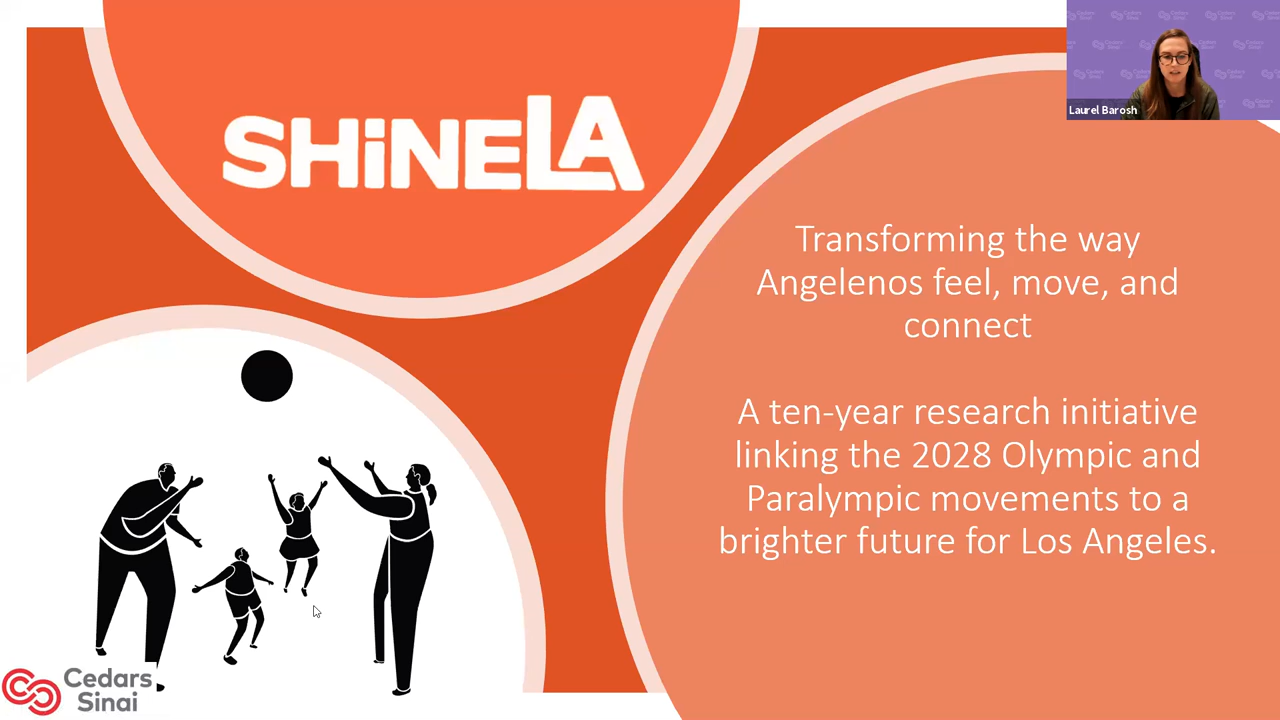 SHiNELA
Transforming the way
Angelenos feel, move, and
connect
A ten-year research initiative
linking the 2028 Olympic and
Paralympic movements to a
brighter future for Los Angeles.
Laurel Barosh
Cedars
Sinai